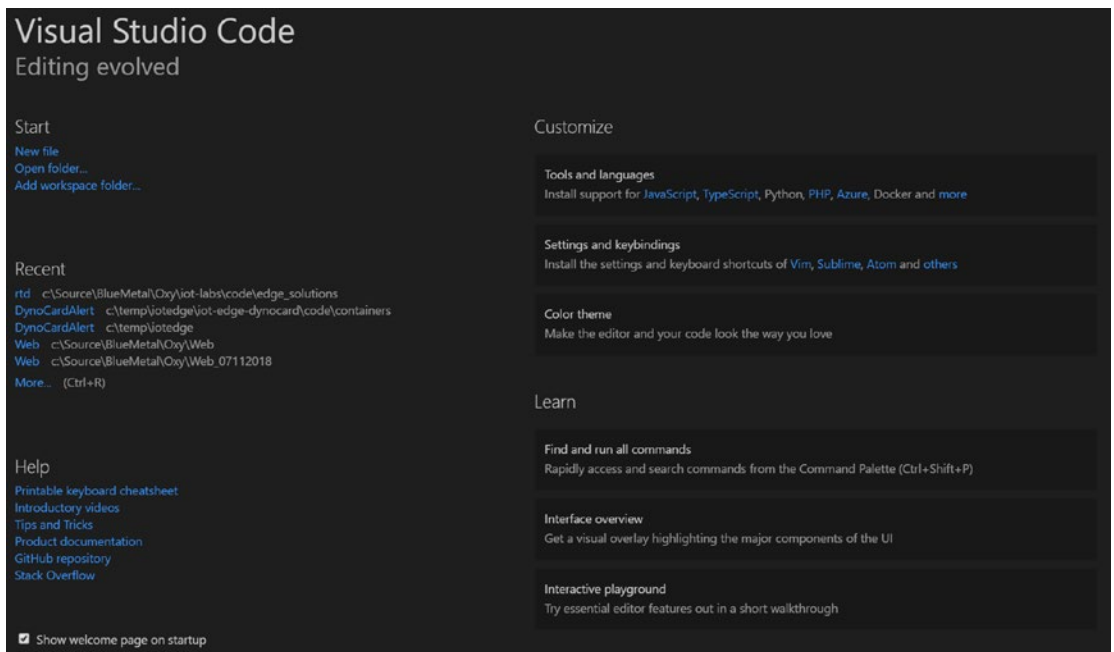 Visual Studio Code
Editing evolved
Start
New file
Open folder...
Add workspace folder...
Recent
rtd c:\Source\BlueMetal\Oxy\iot-labs\code\edge_solutions
DynoCardAlert c:\temp\iotedge\iot-edge-dynocard\code\containers
DynoCardAlert c:\temp\iotedge
Web c:\Source\BlueMetal\Oxy\Web
Web c:\Source\BlueMetal\Oxy\Web_07112018
More... (Ctrl+R)
Help
Printable keyboard cheatsheet
Introductory videos
Tips and Tricks
Product documentation
GitHub repository
Stack Overflow
Show welcome page on startup
Customize
Tools and languages
Install support for JavaScript, TypeScript, Python, PHP, Azure, Docker and more
Settings and keybindings
Install the settings and keyboard shortcuts of Vim, Sublime, Atom and others
Color theme
Make the editor and your code look the way you love
Learn
Find and run all commands
Rapidly access and search commands from the Command Palette (Ctrl+Shift+P)
Interface overview
Get a visual overlay highlighting the major components of the UI
Interactive playground
Try essential editor features out in a short walkthrough